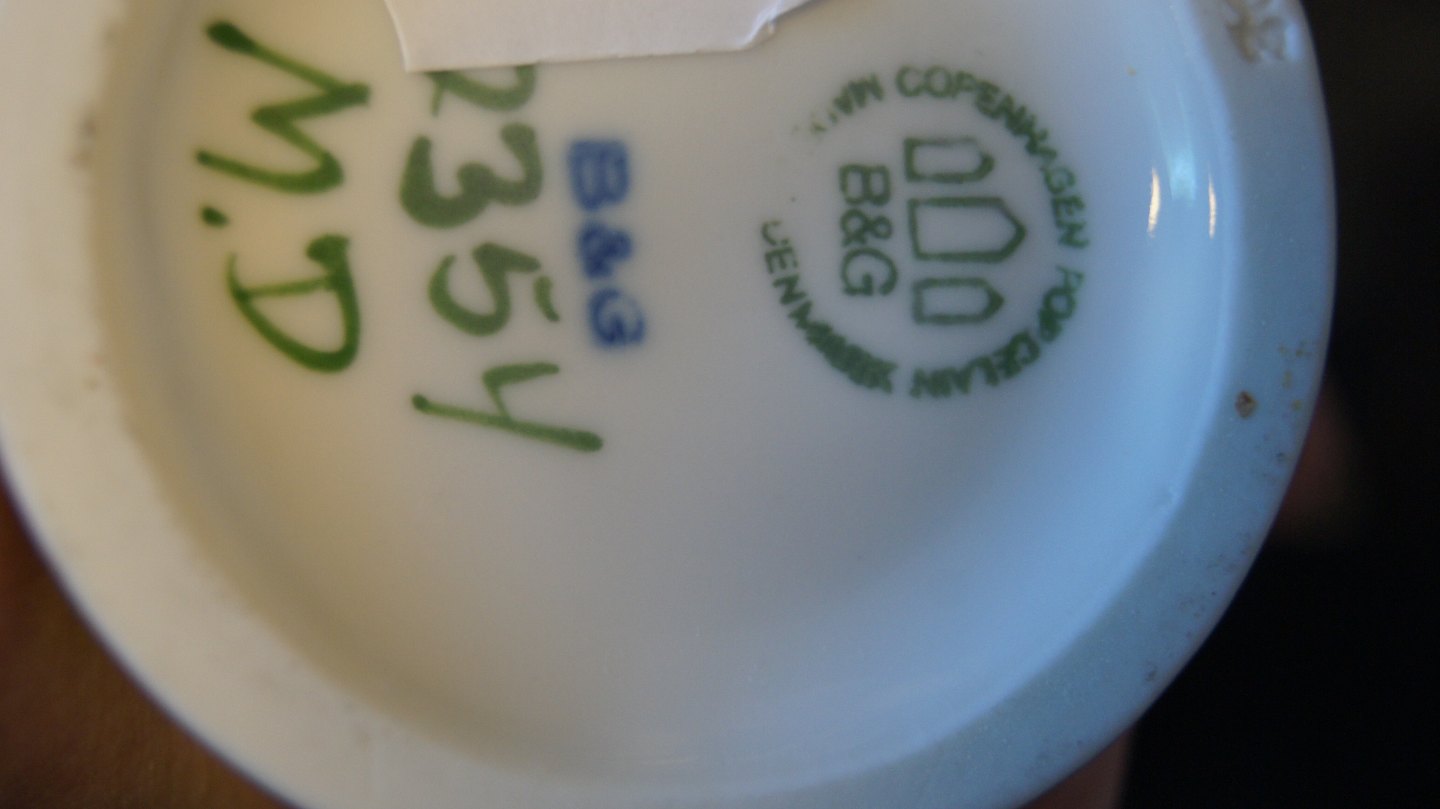 COPENHAGEN PORCELAIN
B&G
DENMARK
B&G
2354
M.D